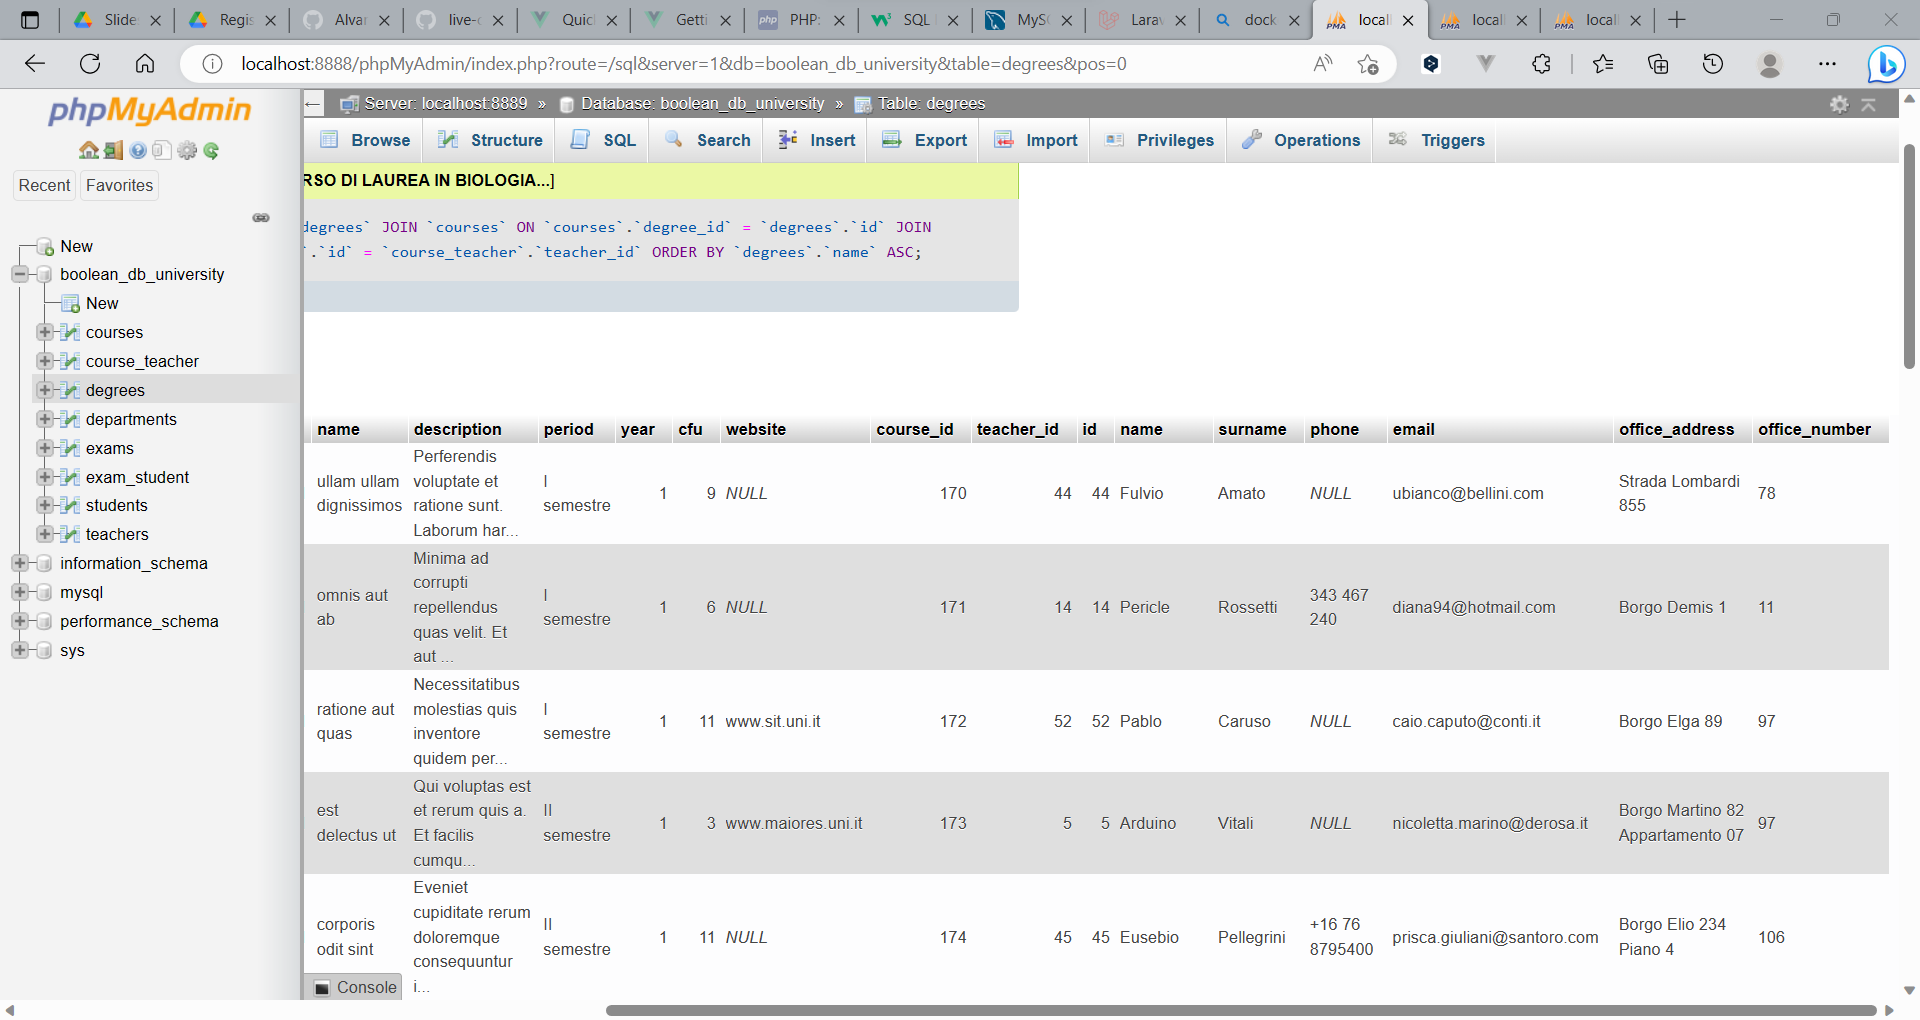 Slide
Regis
Alvar
live-c
Quick
Getti
PHP:
SQL
MySQ
Larav
dock
locall
locall
locall
localhost:8888/phpMyAdmin/index.php?route=/sql&server=1&db=boolean_db_university&table=degrees&pos=0
phpMyAdmin
Recent Favorites
New
boolean_db_university
New
courses
course_teacher
degrees
departments
exams
exam_student
students
teachers
information_schema
mysql
performance_schema
sys
Server: localhost:8889 » Database: boolean_db_university » Table: degrees
Browse Structure SQL Search Insert Export Import Privileges Operations Triggers
RSO DI LAUREA IN BIOLOGIA...]
degrees` JOIN `courses` ON `courses`.`degree_id` = `degrees`.`id` JOIN
`.`id` = `course_teacher`.`teacher_id` ORDER BY `degrees`.`name` ASC;
name description period year cfu website course_id teacher_id id name surname phone email office_address office_number
ullam ullam
dignissimos
Perferendis
voluptate et
ratione sunt.
Laborum har...
I
semestre
1 9 NULL 170 44 44 Fulvio Amato NULL ubianco@bellini.com
Strada Lombardi
855
78
omnis aut
ab
Minima ad
corrupti
repellendus
quas velit. Et
aut ...
I
semestre
1 6 NULL 171 14 14 Pericle Rossetti
343 467
240
diana94@hotmail.com Borgo Demis 1 11
ratione aut
quas
Necessitatibus
molestias quis
inventore
quidem per...
I
semestre
1 11 www.sit.uni.it 172 52 52 Pablo Caruso NULL caio.caputo@conti.it Borgo Elga 89 97
est
delectus ut
Qui voluptas est
et rerum quis a.
Et facilis
cumqu...
II
semestre
1 3 www.maiores.uni.it 173 5 5 Arduino Vitali NULL nicoletta.marino@derosa.it
Borgo Martino 82
Appartamento 07
97
corporis
odit sint
Eveniet
cupiditate rerum
doloremque
consequuntur
i...
II
semestre
1 11 NULL 174 45 45 Eusebio Pellegrini
+16 76
8795400
prisca.giuliani@santoro.com
Borgo Elio 234
Piano 4
106
Console